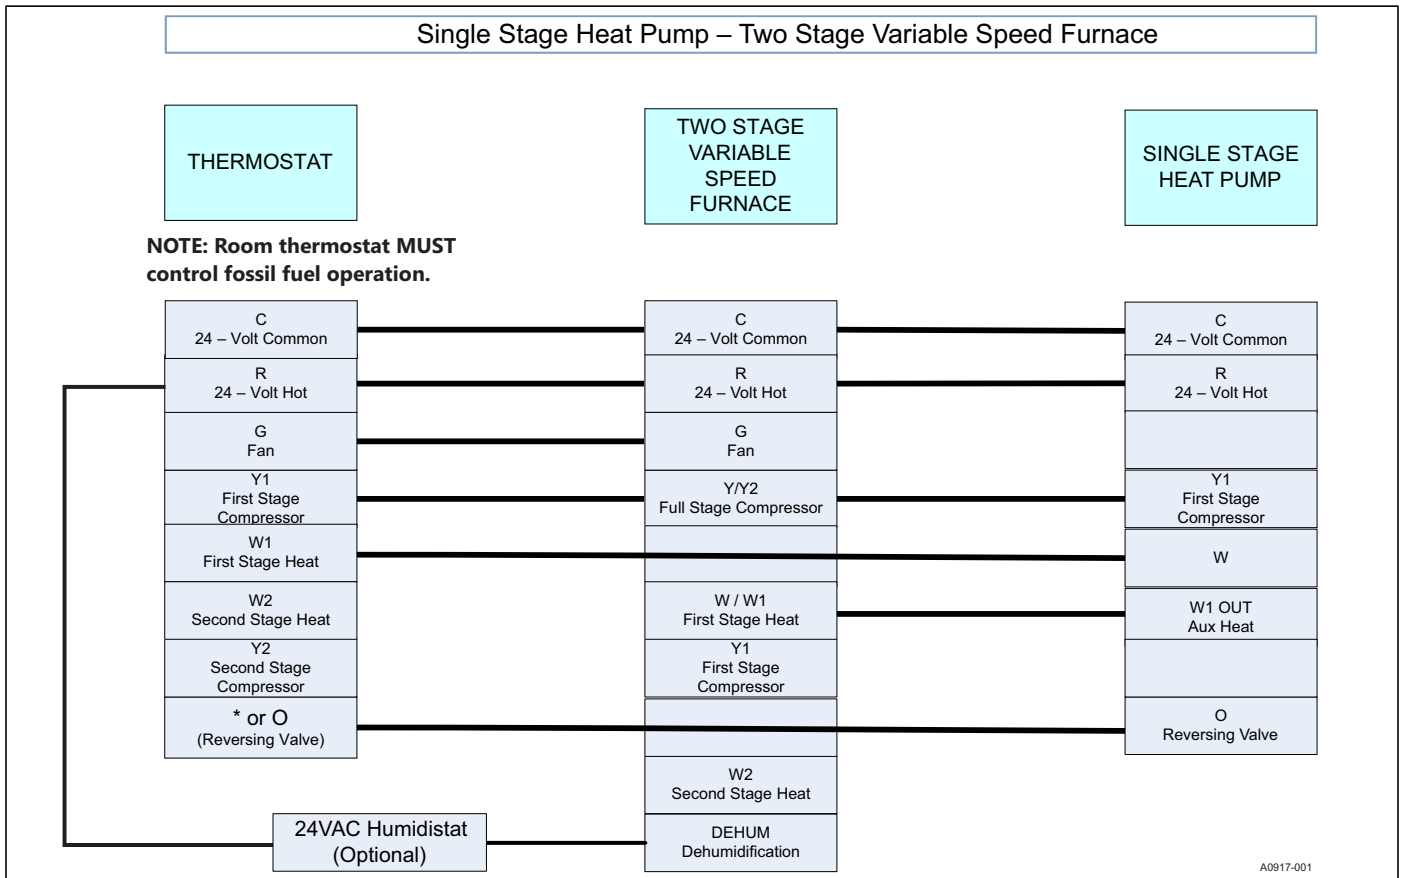 Single Stage Heat Pump – Two Stage Variable Speed Furnace
THERMOSTAT
TWO STAGE
VARIABLE
SPEED
FURNACE
SINGLE STAGE
HEAT PUMP
NOTE: Room thermostat MUST
control fossil fuel operation.
C
24 – Volt Common
C
24 – Volt Common
C
24 – Volt Common
R
24 – Volt Hot
R
24 – Volt Hot
R
24 – Volt Hot
G
Fan
G
Fan
Y1
First Stage
Compressor
Y/Y2
Full Stage Compressor
Y1
First Stage
Compressor
W1
First Stage Heat
W
W2
Second Stage Heat
W / W1
First Stage Heat
W1 OUT
Aux Heat
Y2
Second Stage
Compressor
Y1
First Stage
Compressor
* or O
(Reversing Valve)
O
Reversing Valve
W2
Second Stage Heat
24VAC Humidistat
(Optional)
DEHUM
Dehumidification
A0917-001